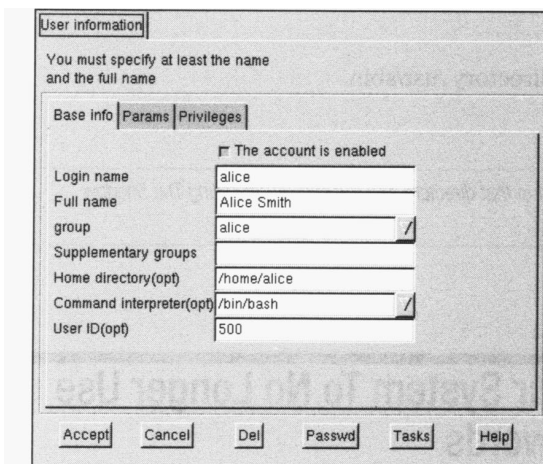 User information
You must specify at least the name
and the full name
Base info Params Privileges
The account is enabled
Login name alice
Full name Alice Smith
group alice
Supplementary groups
Home directory(opt) /home/alice
Command interpreter(opt) /bin/bash
User ID(opt) 500
Accept Cancel Del Passwd Tasks Help